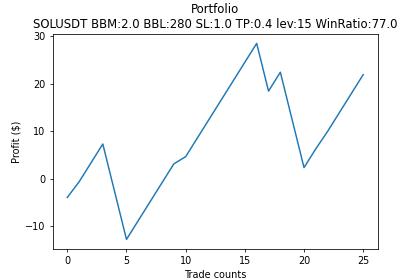 Portfolio
SOLUSDT BBM:2.0 BBL:280 SL:1.0 TP:0.4 lev:15 WinRatio:77.0
30
20
10
0
−10
Profit ($)
0
5
10
15
20
25
Trade counts